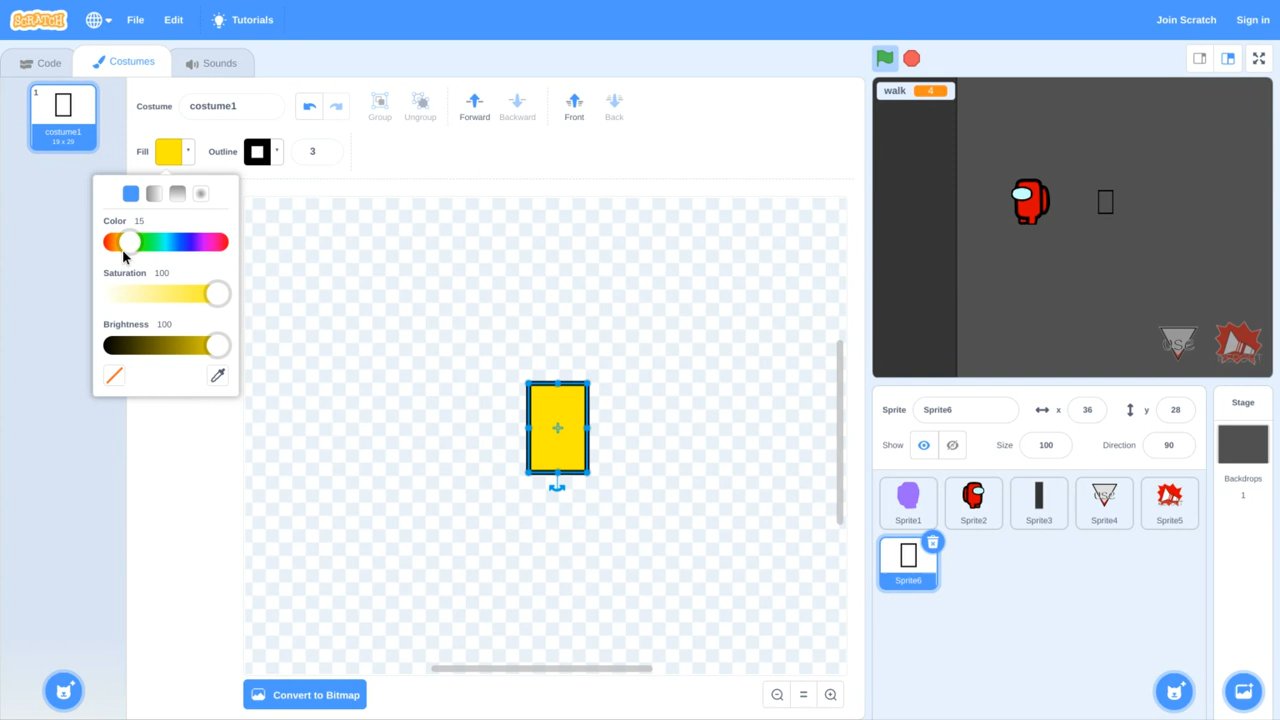 SCRATCH
File
Edit
Tutorials
Join Scratch
Sign in
Code
Costumes
Sounds
1
costume1
19 x 29
Costume
costume1
Group
Ungroup
Forward
Backward
Front
Back
Fill
Outline
3
Color 15
Saturation 100
Brightness 100
Convert to Bitmap
walk 4
use
Sprite
Sprite6
x
36
y
28
Show
Size
100
Direction
90
Sprite1
Sprite2
Sprite3
use
Sprite4
Sprite5
Sprite6
Stage
Backdrops
1